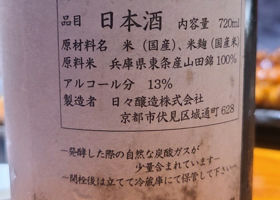 品目 日本酒 内容量 720ml
原材料名 米(国産)、米麹(国産米)
原料米 兵庫県東条産山田錦100%
アルコール分 13%
製造者 日々醸造株式会社
京都市伏見区城通町628
−発酵した際の自然な炭酸ガスが
少量含まれています−
−開栓後は立てて冷蔵庫にて保管して下さい−